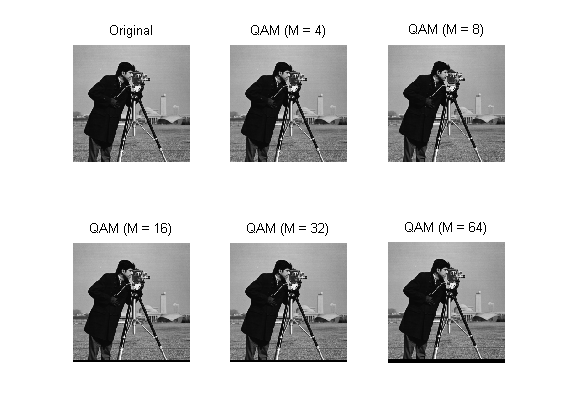 Original
QAM (M = 4)
QAM (M = 8)
QAM (M = 16)
QAM (M = 32)
QAM (M = 64)